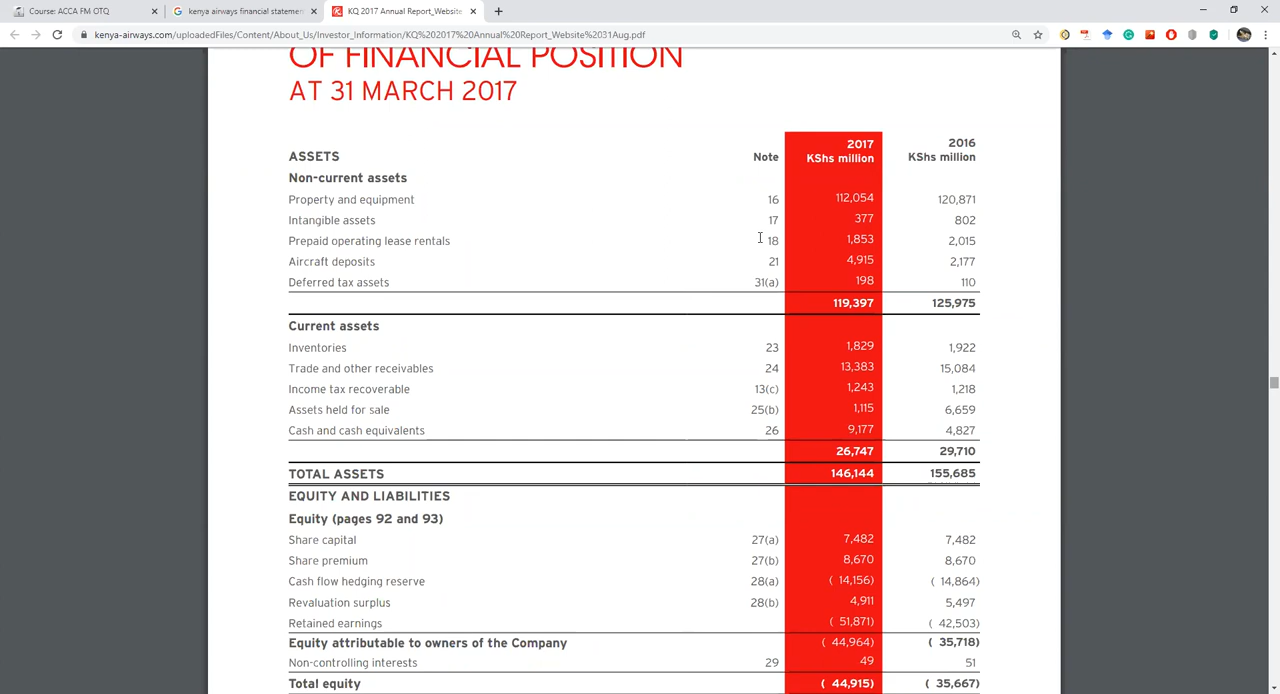 Course: ACCA FM OTQ
kenya airways financial statemen
KQ 2017 Annual Report_Website
kenya-airways.com/uploadedFiles/Content/About_Us/Investor_Information/KQ%202017%20Annual%20Report_Website%2031Aug.pdf
OF FINANCIAL POSITION
AT 31 MARCH 2017
ASSETS Note 2017 KShs million 2016 KShs million
Non-current assets
Property and equipment 16 112,054 120,871
Intangible assets 17 377 802
Prepaid operating lease rentals 18 1,853 2,015
Aircraft deposits 21 4,915 2,177
Deferred tax assets 31(a) 198 110
119,397 125,975
Current assets
Inventories 23 1,829 1,922
Trade and other receivables 24 13,383 15,084
Income tax recoverable 13(c) 1,243 1,218
Assets held for sale 25(b) 1,115 6,659
Cash and cash equivalents 26 9,177 4,827
26,747 29,710
TOTAL ASSETS 146,144 155,685
EQUITY AND LIABILITIES
Equity (pages 92 and 93)
Share capital 27(a) 7,482 7,482
Share premium 27(b) 8,670 8,670
Cash flow hedging reserve 28(a) ( 14,156) ( 14,864)
Revaluation surplus 28(b) 4,911 5,497
Retained earnings ( 51,871) ( 42,503)
Equity attributable to owners of the Company ( 44,964) ( 35,718)
Non-controlling interests 29 49 51
Total equity ( 44,915) ( 35,667)